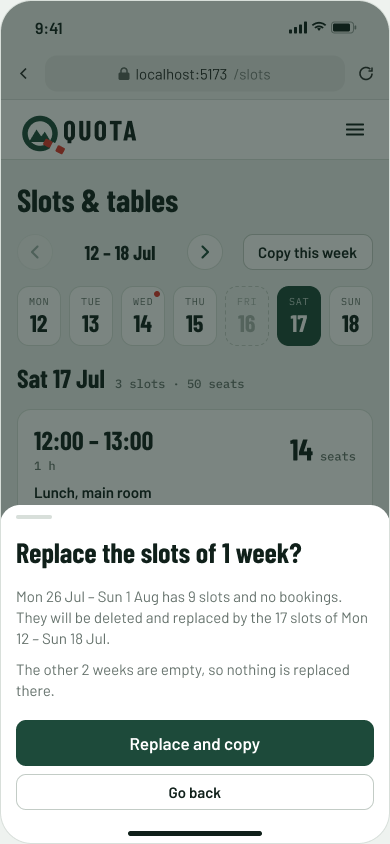 9:41
localhost:5173 /slots
QUOTA
Slots & tables
12 – 18 Jul
Copy this week
MON TUE WED THU FRI SAT SUN
12 13 14 15 16 17 18
Sat 17 Jul 3 slots · 50 seats
12:00 – 13:00
14 seats
1 h
Lunch, main room
Replace the slots of 1 week?
Mon 26 Jul – Sun 1 Aug has 9 slots and no bookings.
They will be deleted and replaced by the 17 slots of Mon
12 – Sun 18 Jul.
The other 2 weeks are empty, so nothing is replaced
there.
Replace and copy
Go back